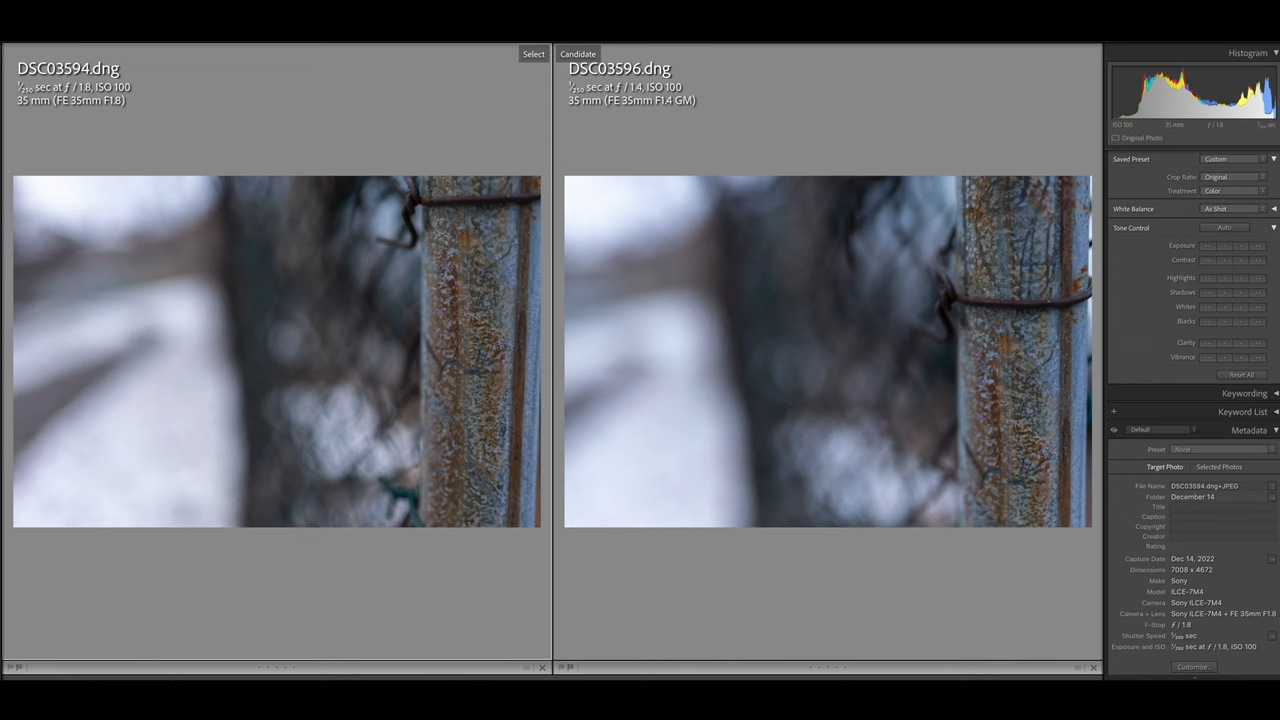 Select
DSC03594.dng
1/250 sec at ƒ / 1.8, ISO 100
35 mm (FE 35mm F1.8)
Candidate
DSC03596.dng
1/250 sec at ƒ / 1.4, ISO 100
35 mm (FE 35mm F1.4 GM)
Histogram
ISO 100 35 mm ƒ / 1.8 1/250 sec
Original Photo
Saved Preset Custom
Crop Ratio Original
Treatment Color
White Balance As Shot
Tone Control Auto
Exposure
Contrast
Highlights
Shadows
Whites
Blacks
Clarity
Vibrance
Reset All
Keywording
+ Keyword List
Default Metadata
Preset None
Target Photo Selected Photos
File Name DSC03594.dng+JPEG
Folder December 14
Title
Caption
Copyright
Creator
Rating
Capture Date Dec 14, 2022
Dimensions 7008 x 4672
Make Sony
Model ILCE-7M4
Camera Sony ILCE-7M4
Camera + Lens Sony ILCE-7M4 + FE 35mm F1.8
F-Stop ƒ / 1.8
Shutter Speed 1/250 sec
Exposure and ISO 1/250 sec at ƒ / 1.8, ISO 100
Customize...